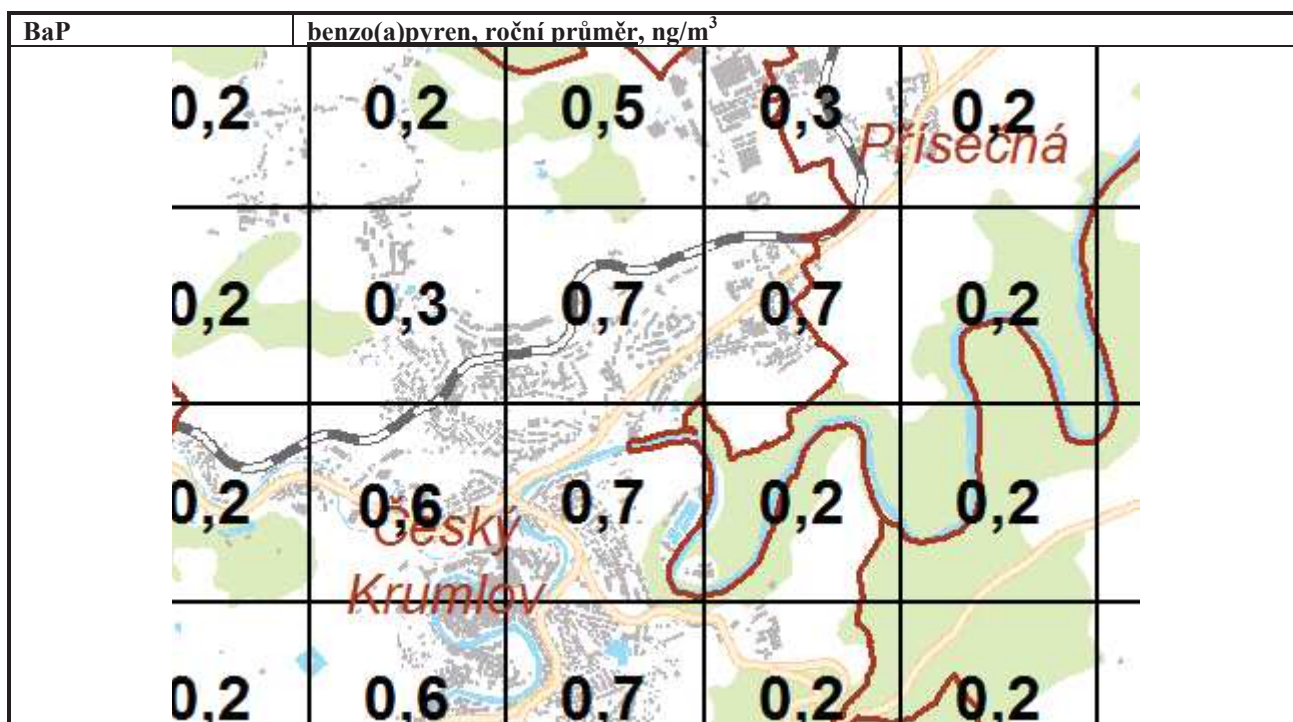 BaP benzo(a)pyren, roční průměr, ng/m³
0,2 0,2 0,5 0,3 0,2
Přísečná
0,2 0,3 0,7 0,7 0,2
0,2 0,6 0,7 0,2 0,2
Český
Krumlov
0,2 0,6 0,7 0,2 0,2